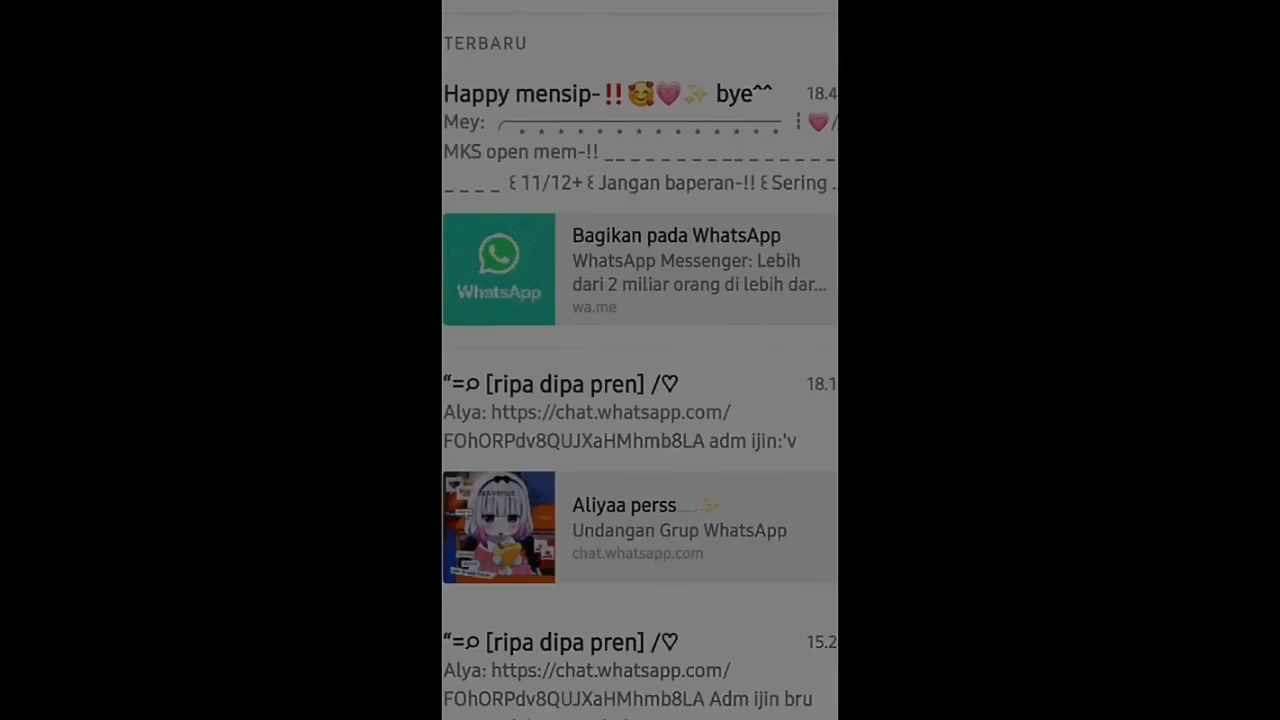 TERBARU
Happy mensip-‼️🥰💗✨ bye^^ 18.4
Mey: ╭────────────── ┊💗/
MKS open mem-!! _ _ _ _ _ _ _ _ _ _ _ _ _ _
_ _ _ _ ꒰ 11/12+ ꒰ Jangan baperan-!! ꒰ Sering ...
WhatsApp
Bagikan pada WhatsApp
WhatsApp Messenger: Lebih
dari 2 miliar orang di lebih dar...
wa.me
“=⌕ [ripa dipa pren] /♡ 18.1
Alya: https://chat.whatsapp.com/
FOhORPdv8QUJXaHMhmb8LA adm ijin:'v
Aliyaa perss ✨
Undangan Grup WhatsApp
chat.whatsapp.com
“=⌕ [ripa dipa pren] /♡ 15.2
Alya: https://chat.whatsapp.com/
FOhORPdv8QUJXaHMhmb8LA Adm ijin bru